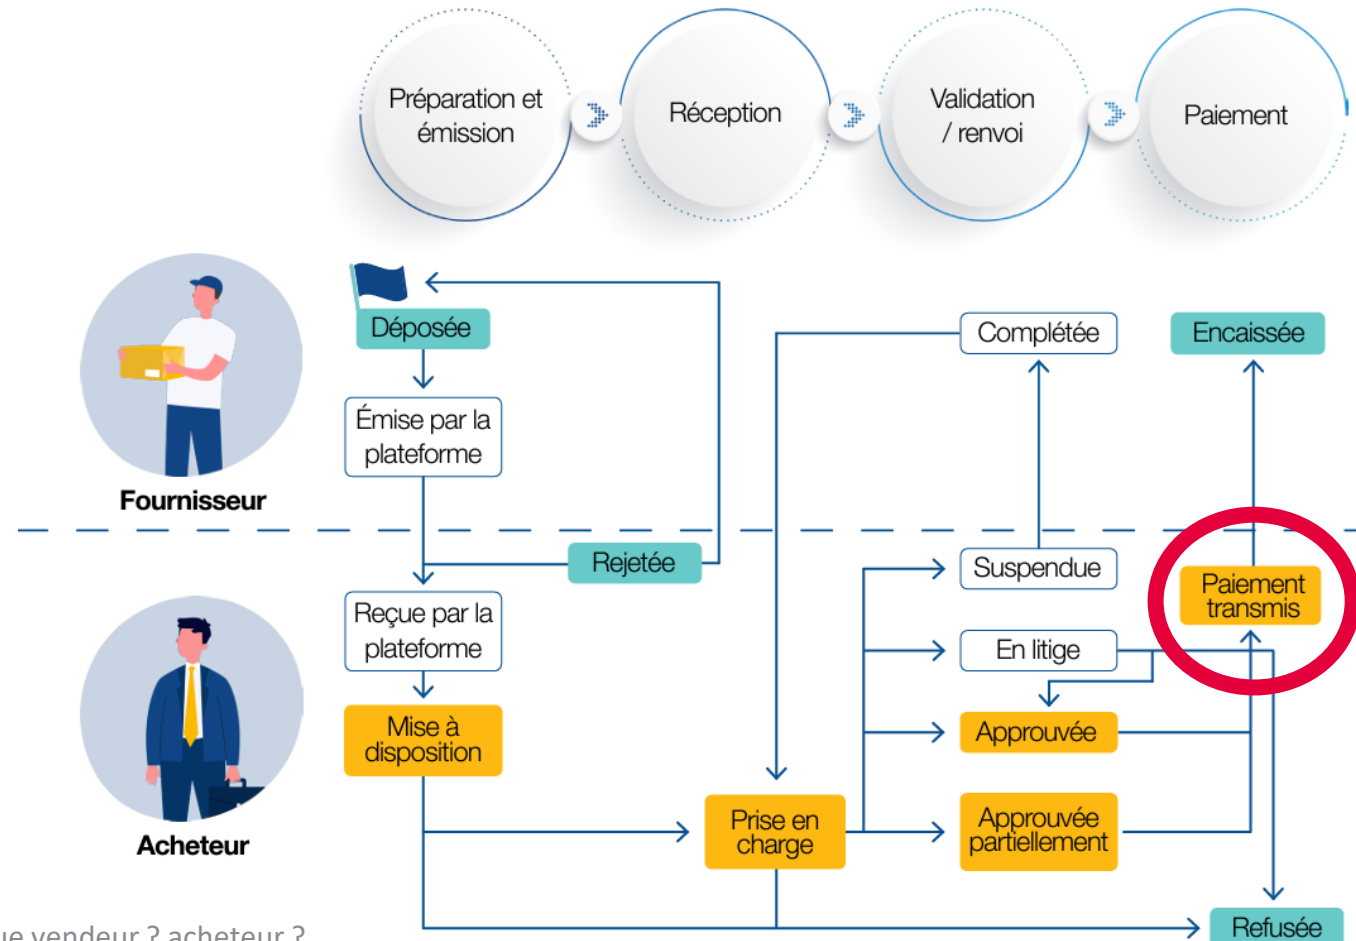 Préparation et
émission
Réception
Validation
/ renvoi
Paiement
Déposée
Complétée
Encaissée
Émise par la
plateforme
Fournisseur
Rejetée
Suspendue
Paiement
transmis
Reçue par la
plateforme
En litige
Mise à
disposition
Approuvée
Prise en
charge
Approuvée
partiellement
Acheteur
Refusée
ue vendeur ? acheteur ?